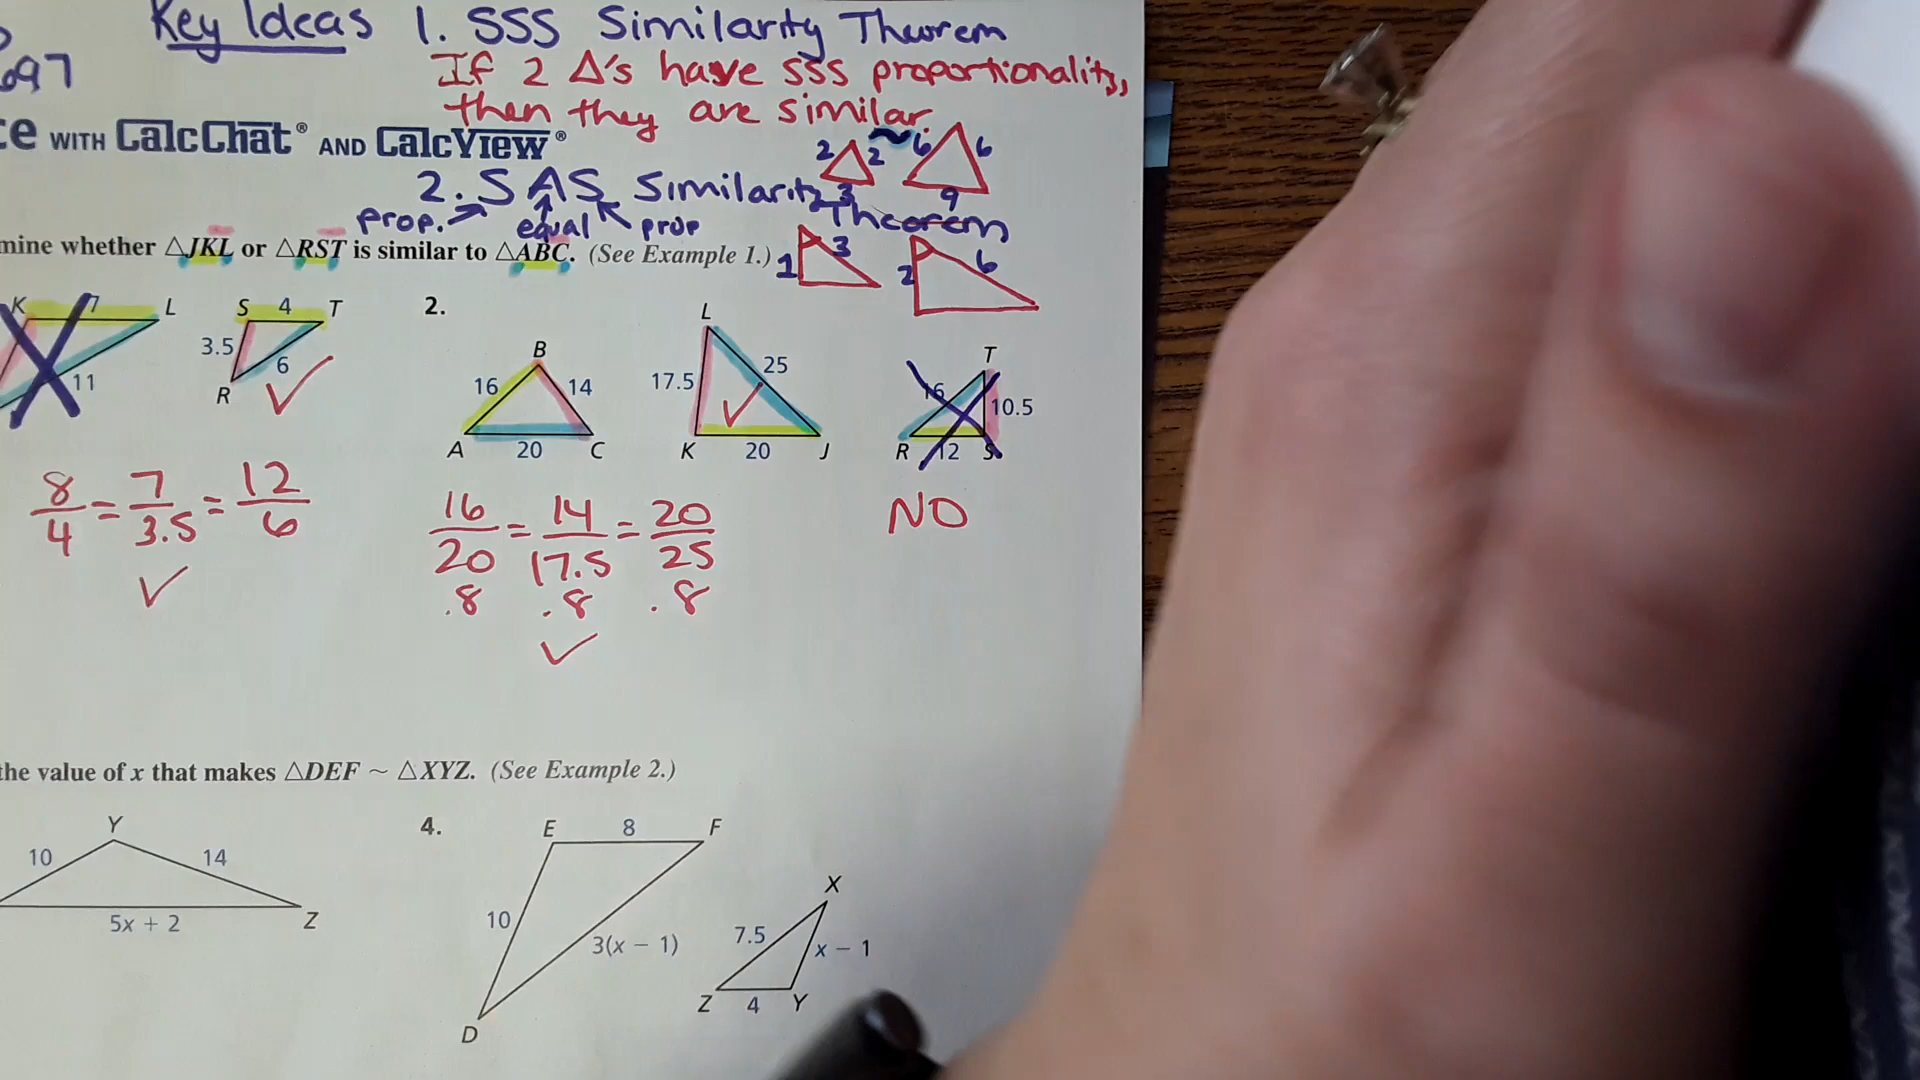 Key Ideas 1. SSS Similarity Theorem
697
If 2 Δ's have SSS proportionality,
then they are similar.
ce WITH CalcChat® AND CalcView®
2 2 3 ~ 6 6 9
2. SAS Similarity Theorem
prop. equal prop
mine whether △JKL or △RST is similar to △ABC. (See Example 1.)
1 3 2 6
K 7 L 11
S 4 T 3.5 6 R
2.
B 16 14 A 20 C
L 17.5 25 K 20 J
T 16 10.5 R 12 S
8/4 = 7/3.5 = 12/6 ✓
16/20 = 14/17.5 = 20/25
.8 .8 .8 ✓
NO
the value of x that makes △DEF ~ △XYZ. (See Example 2.)
Y 10 14 5x + 2 Z
4.
E 8 F 10 3(x − 1) D
X 7.5 x − 1 Z 4 Y